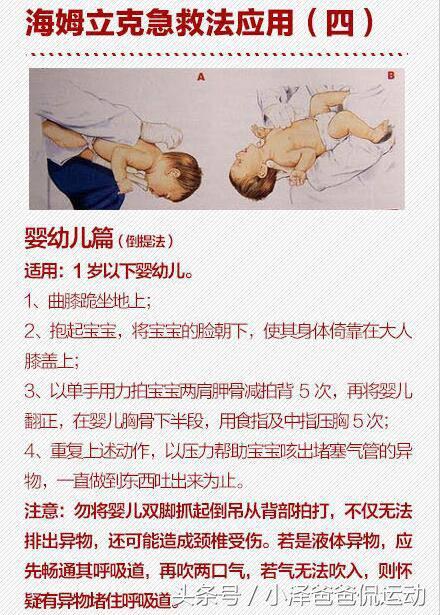 海姆立克急救法应用（四）
A
B
婴幼儿篇（倒提法）
适用：1岁以下婴幼儿。
1、曲膝跪坐地上；
2、抱起宝宝，将宝宝的脸朝下，使其身体倚靠在大人
膝盖上；
3、以单手用力拍宝宝两肩胛骨减拍背 5 次，再将婴儿
翻正，在婴儿胸骨下半段，用食指及中指压胸 5 次；
4、重复上述动作，以压力帮助宝宝咳出堵塞气管的异
物，一直做到东西吐出来为止。
注意：勿将婴儿双脚抓起倒吊从背部拍打，不仅无法
排出异物，还可能造成颈椎受伤。若是液体异物，应
先畅通其呼吸道，再吹两口气，若气无法吹入，则怀
疑有异物堵住呼吸道。
头条号 / 小泽爸爸侃运动